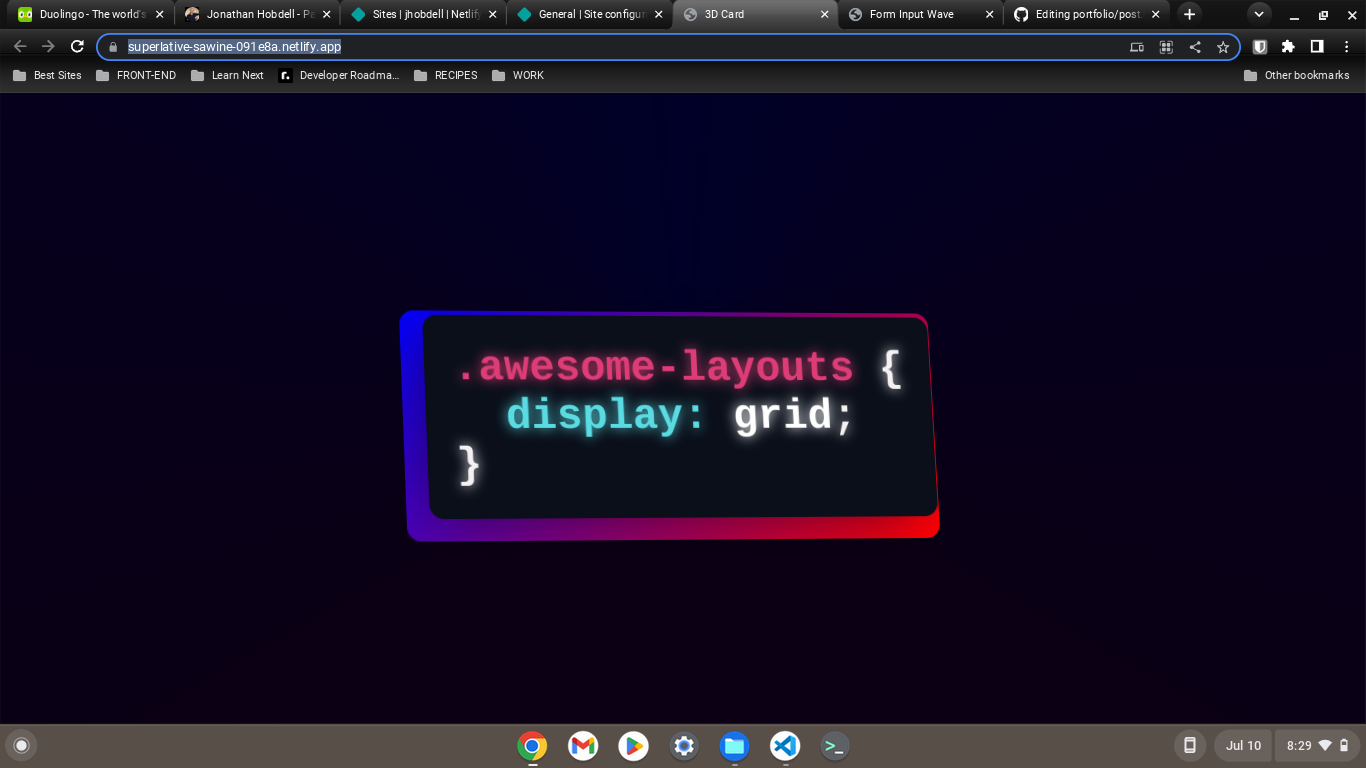 Duolingo - The world's
Jonathan Hobdell - Pa
Sites | jhobdell | Netlify
General | Site configu
3D Card
Form Input Wave
Editing portfolio/post
superlative-sawine-091e8a.netlify.app
Best Sites
FRONT-END
Learn Next
r.
Developer Roadma...
RECIPES
WORK
Other bookmarks
.awesome-layouts {
display: grid;
}
>_
Jul 10
8:29